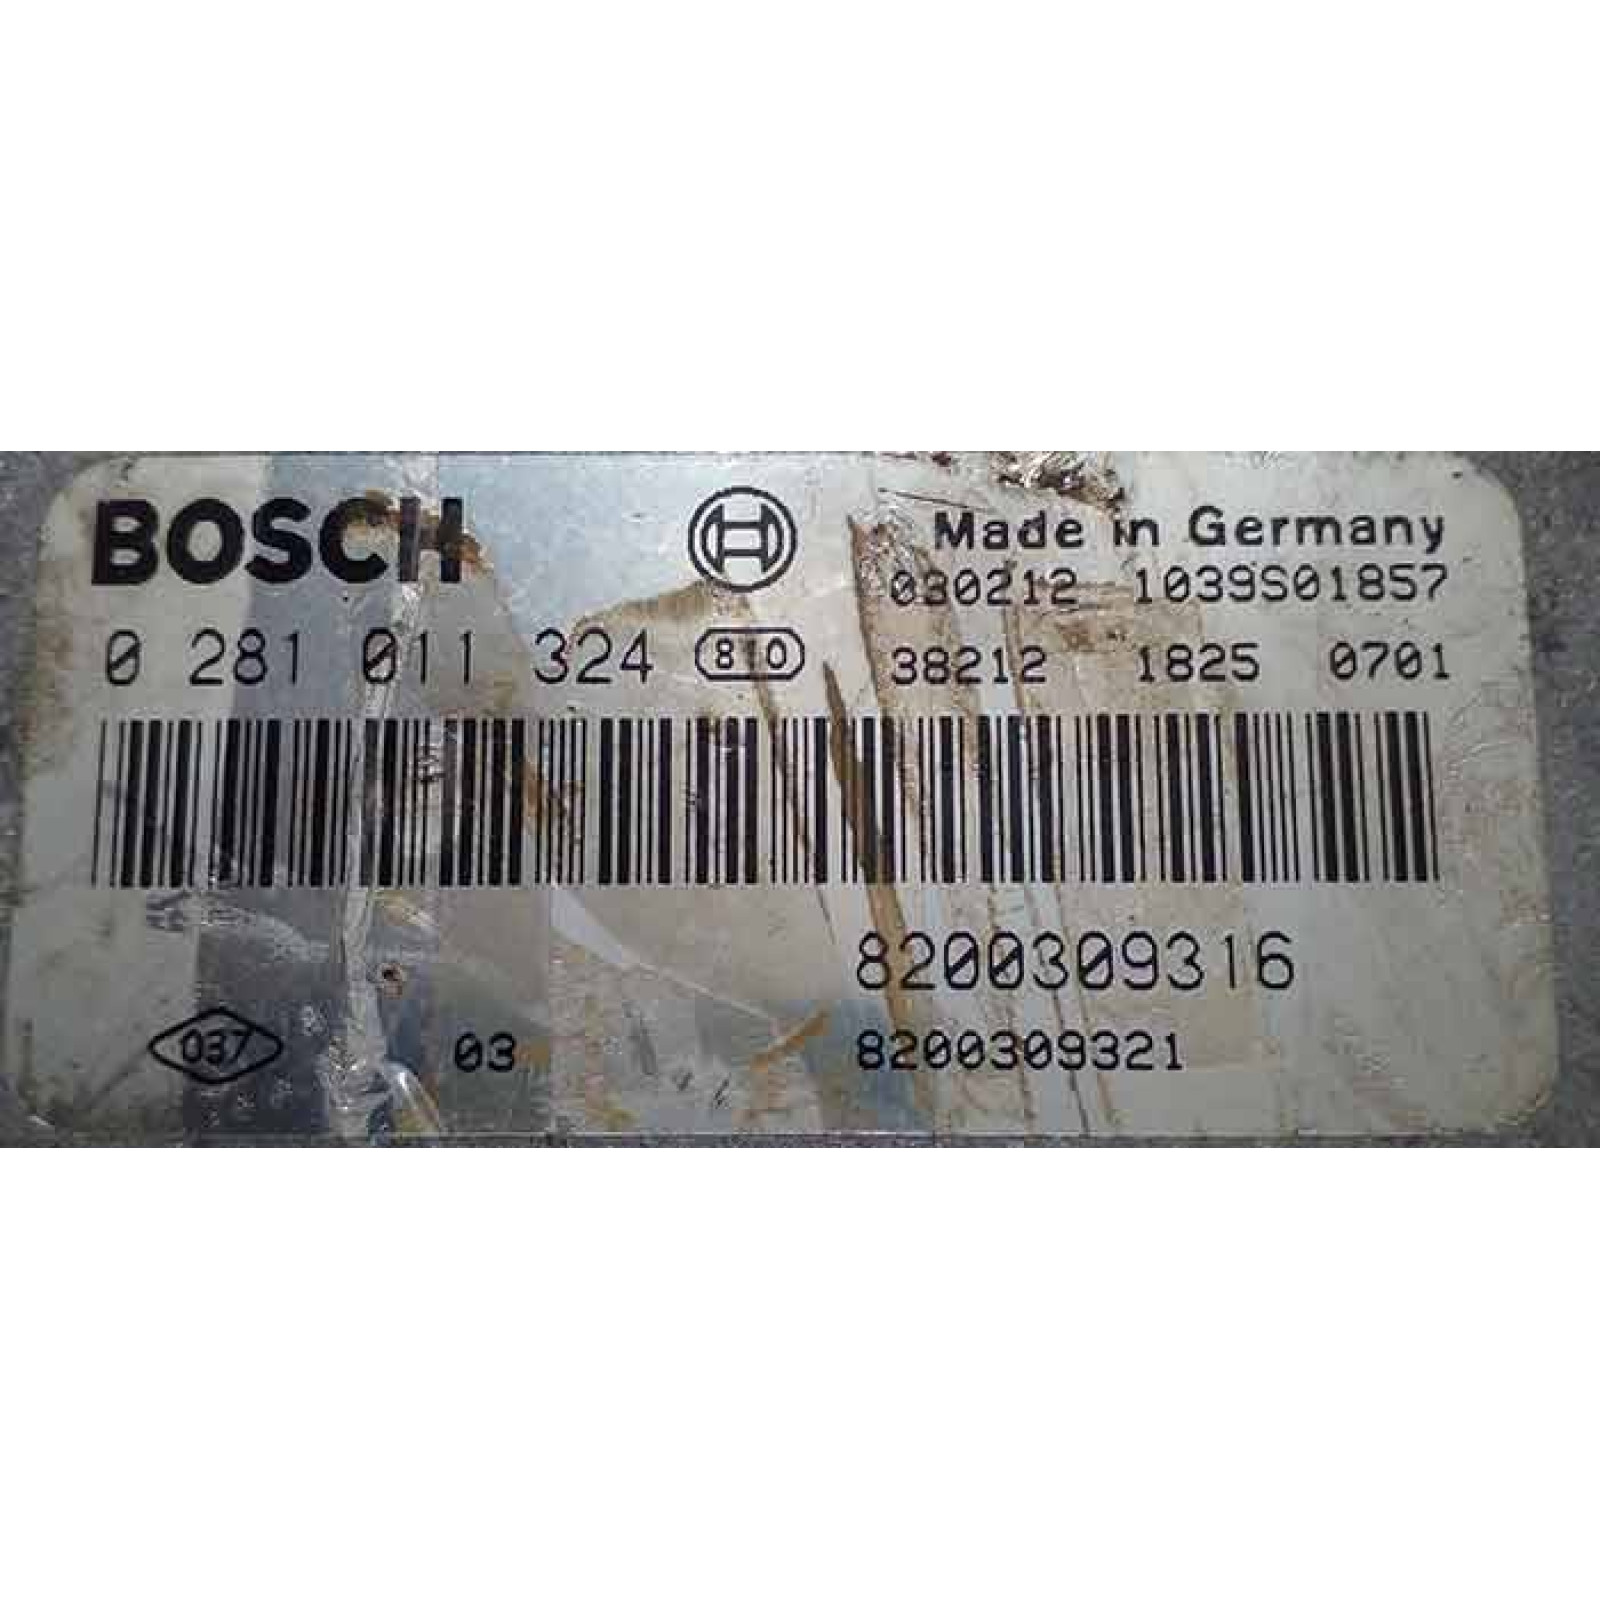 BOSCH Made in Germany
030212 1039S01857
0 281 011 324 810 38212 1825 0701
8200309316
037 03 8200309321